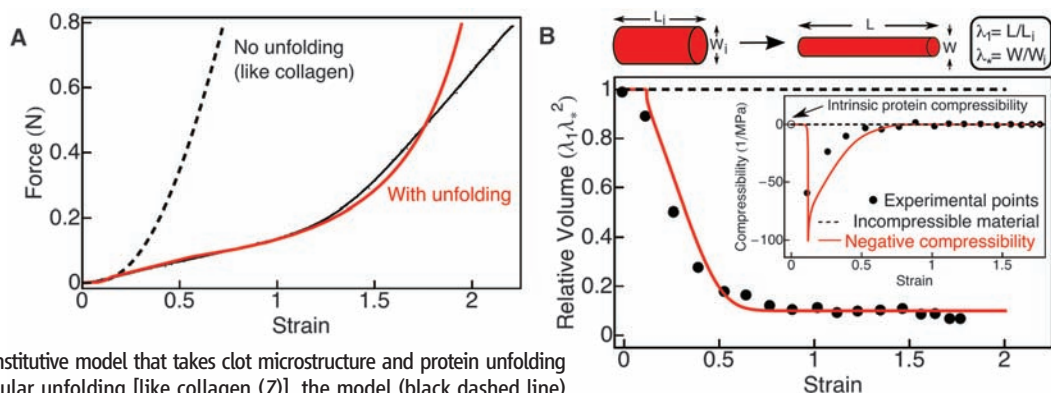 A
0.8
0.6
0.4
0.2
0
Force (N)
No unfolding
(like collagen)
With unfolding
0
0.5
1
1.5
2
Strain
B
Li
Wi
L
W
λ1= L/Li
λ*= W/Wi
1
0.8
0.6
0.4
0.2
0
Relative Volume (λ1λ*²)
Intrinsic protein compressibility
0
−50
−100
Compressibility (1/MPa)
Experimental points
Incompressible material
Negative compressibility
0
0.5
1
1.5
Strain
0
0.5
1
1.5
2
Strain
nstitutive model that takes clot microstructure and protein unfolding
cular unfolding [like collagen (7)], the model (black dashed line)